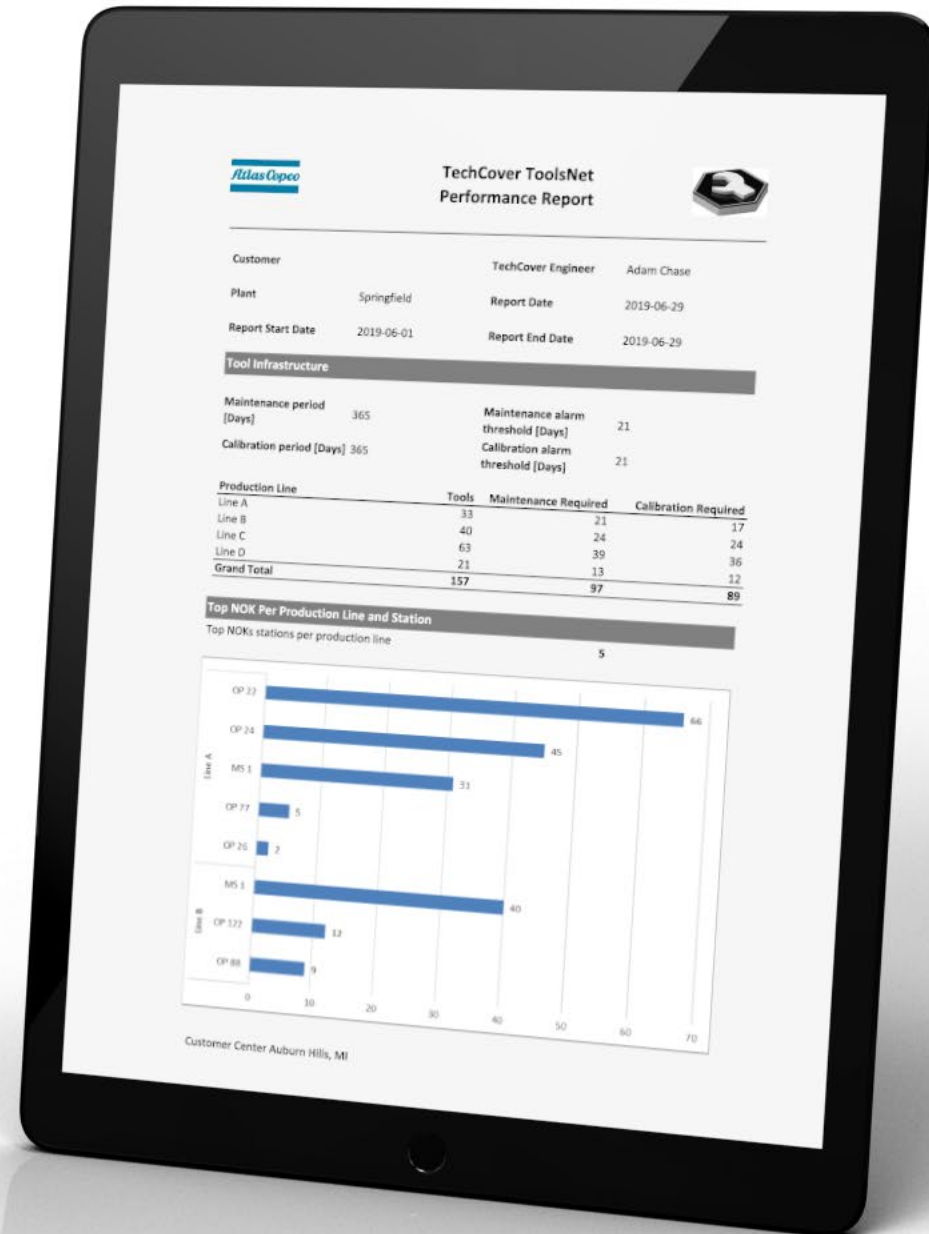 Atlas Copco
TechCover ToolsNet
Performance Report
Customer
TechCover Engineer Adam Chase
Plant Springfield Report Date 2019-06-29
Report Start Date 2019-06-01 Report End Date 2019-06-29
Tool Infrastructure
Maintenance period
[Days] 365
Maintenance alarm
threshold [Days] 21
Calibration period [Days] 365
Calibration alarm
threshold [Days] 21
Production Line Tools Maintenance Required Calibration Required
Line A 33 21 17
Line B 40 24 24
Line C 63 39 36
Line D 21 13 12
Grand Total 157 97 89
Top NOK Per Production Line and Station
Top NOKs stations per production line 5
Line A
OP 22 66
OP 24 45
MS 1 31
OP 77 5
OP 26 2
Line B
MS 1 40
OP 122 12
OP 88 9
0 10 20 30 40 50 60 70
Customer Center Auburn Hills, MI